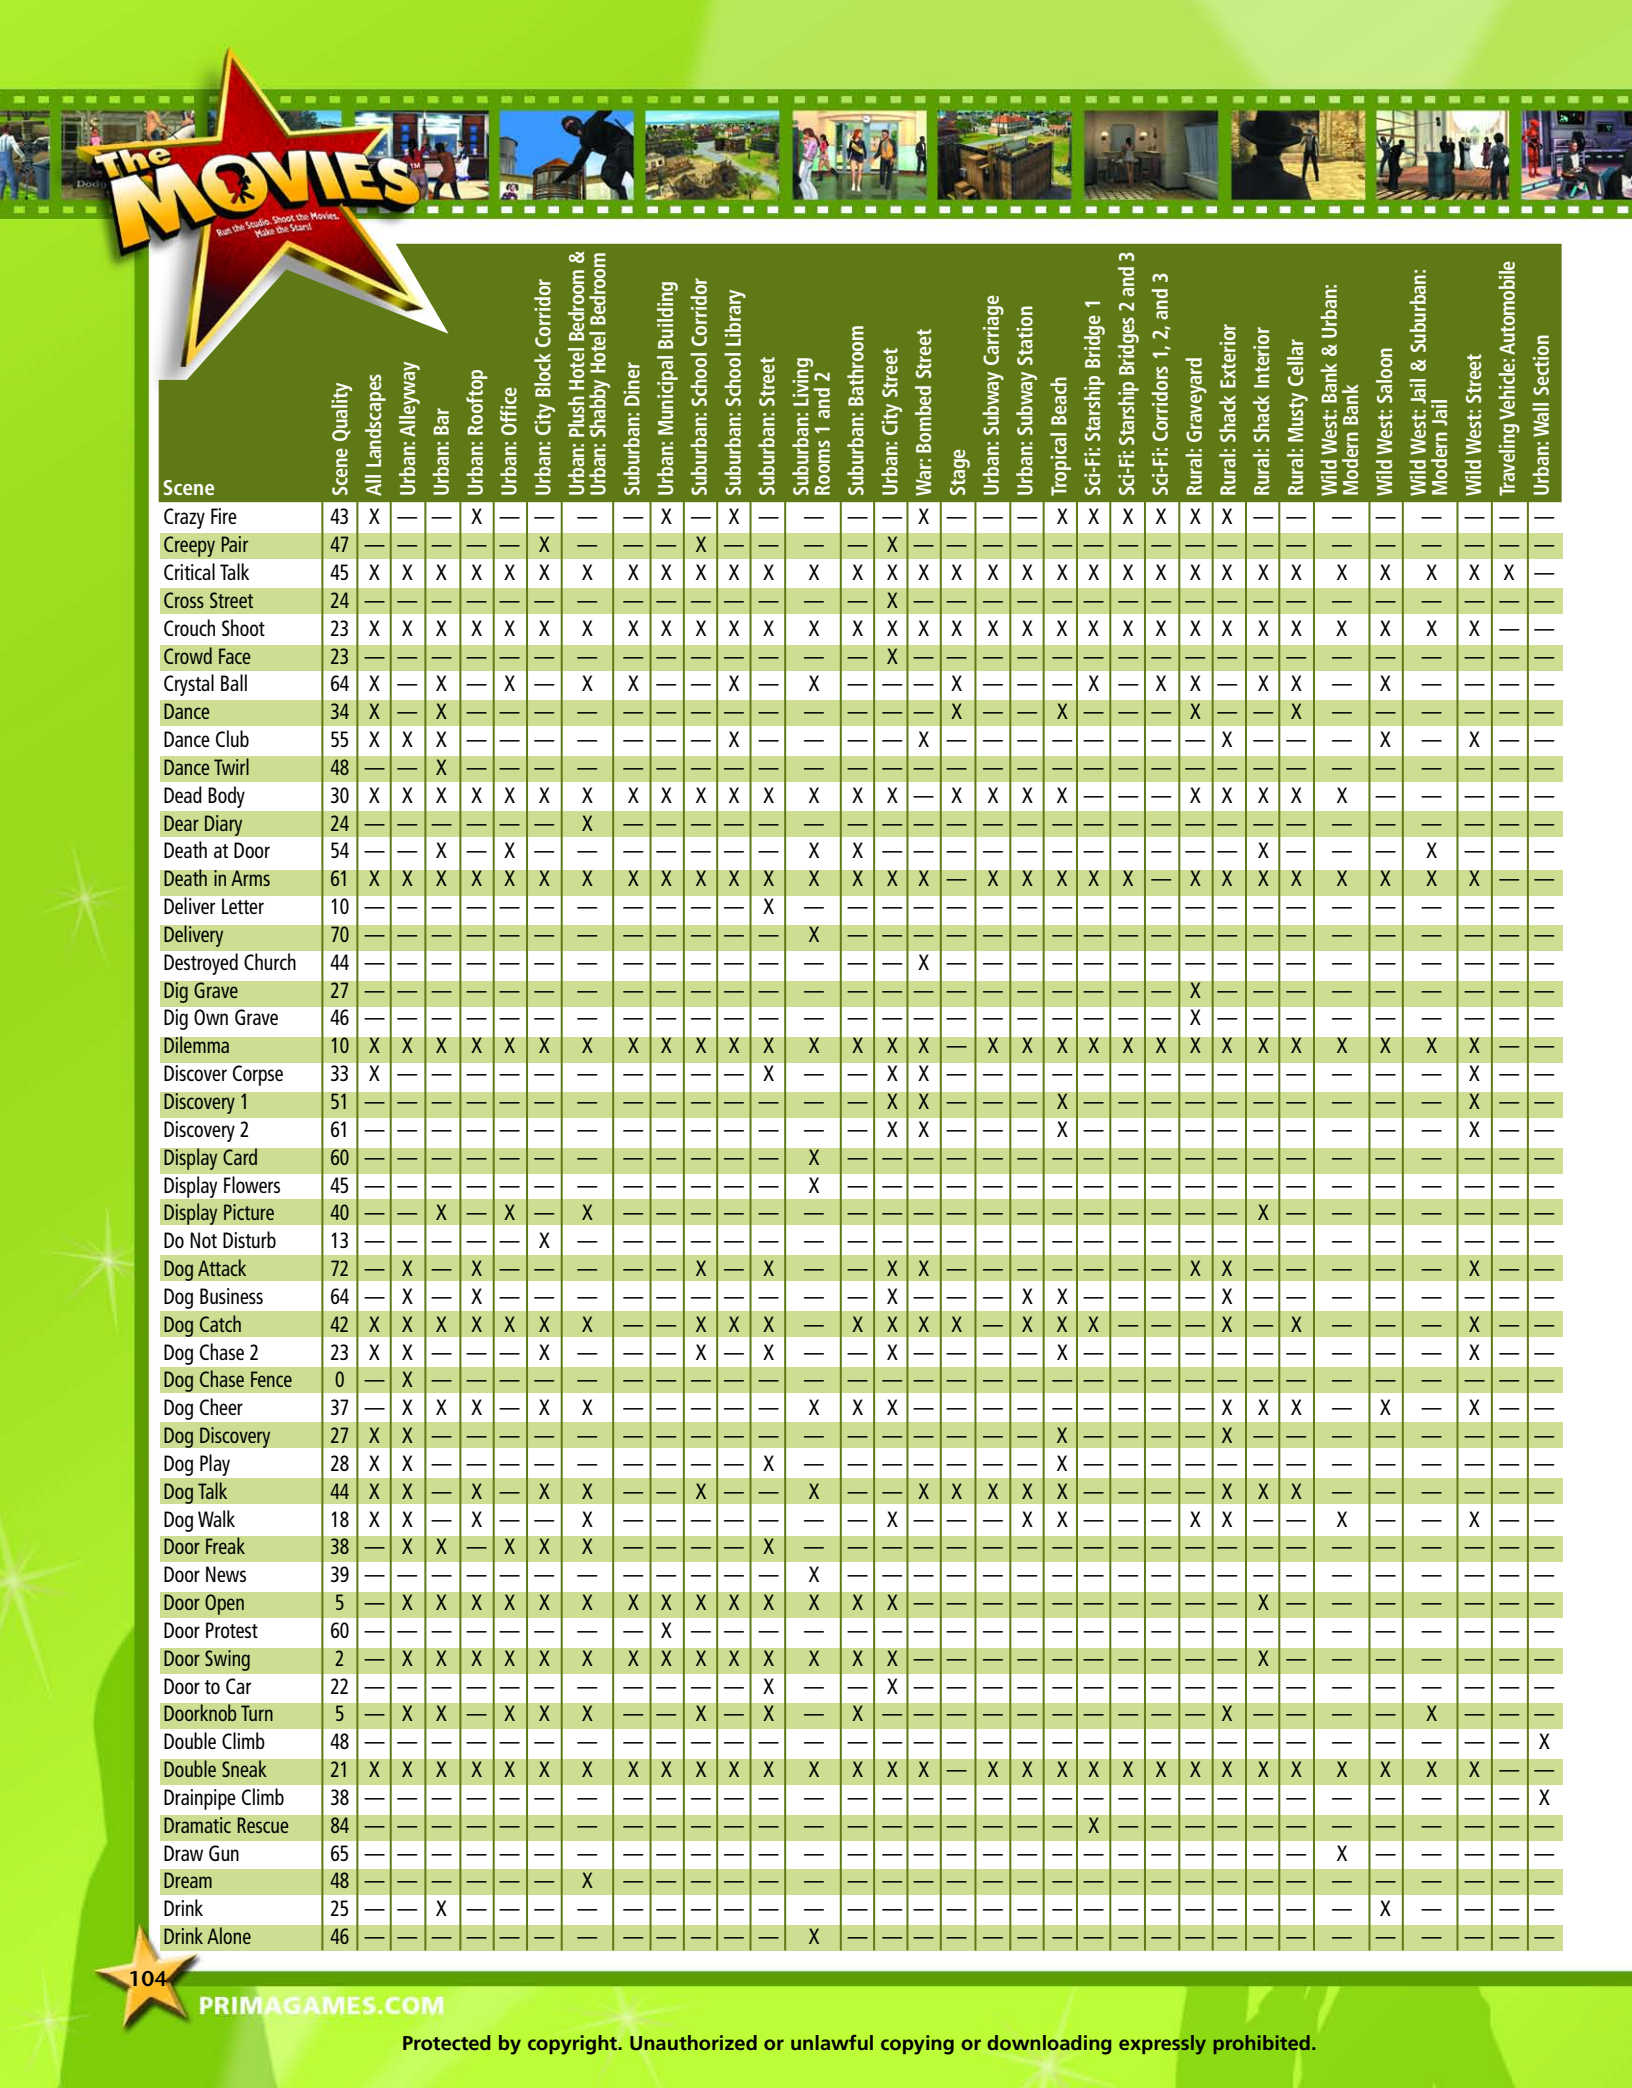 The
MOVIES™
Run the Studio. Shoot the Movies.
Make the Stars!
Scene
Scene Quality
All Landscapes
Urban: Alleyway
Urban: Bar
Urban: Rooftop
Urban: Office
Urban: City Block Corridor
Urban: Plush Hotel Bedroom &
Urban: Shabby Hotel Bedroom
Suburban: Diner
Urban: Municipal Building
Suburban: School Corridor
Suburban: School Library
Suburban: Street
Suburban: Living
Rooms 1 and 2
Suburban: Bathroom
Urban: City Street
War: Bombed Street
Stage
Urban: Subway Carriage
Urban: Subway Station
Tropical Beach
Sci-Fi: Starship Bridge 1
Sci-Fi: Starship Bridges 2 and 3
Sci-Fi: Corridors 1, 2, and 3
Rural: Graveyard
Rural: Shack Exterior
Rural: Shack Interior
Rural: Musty Cellar
Wild West: Bank & Urban:
Modern Bank
Wild West: Saloon
Wild West: Jail & Suburban:
Modern Jail
Wild West: Street
Traveling Vehicle: Automobile
Urban: Wall Section
Crazy Fire 43 X — — X — — — — X — X — — — — X — — — X X X X X X — — — — — — — —
Creepy Pair 47 — — — — — X — — — X — — — — X — — — — — — — — — — — — — — — — — —
Critical Talk 45 X X X X X X X X X X X X X X X X X X X X X X X X X X X X X X X X —
Cross Street 24 — — — — — — — — — — — — — — X — — — — — — — — — — — — — — — — — —
Crouch Shoot 23 X X X X X X X X X X X X X X X X X X X X X X X X X X X X X X X — —
Crowd Face 23 — — — — — — — — — — — — — — X — — — — — — — — — — — — — — — — — —
Crystal Ball 64 X — X — X — X X — — X — X — — — X — — — X — X X — X X — X — — — —
Dance 34 X — X — — — — — — — — — — — — — X — — X — — — X — — X — — — — — —
Dance Club 55 X X X — — — — — — — X — — — — X — — — — — — — — X — — — X — X — —
Dance Twirl 48 — — X — — — — — — — — — — — — — — — — — — — — — — — — — — — — — —
Dead Body 30 X X X X X X X X X X X X X X X — X X X X — — — X X X X X — — — — —
Dear Diary 24 — — — — — — X — — — — — — — — — — — — — — — — — — — — — — — — — —
Death at Door 54 — — X — X — — — — — — — X X — — — — — — — — — — — X — — — X — — —
Death in Arms 61 X X X X X X X X X X X X X X X X — X X X X X — X X X X X X X X — —
Deliver Letter 10 — — — — — — — — — — — X — — — — — — — — — — — — — — — — — — — — —
Delivery 70 — — — — — — — — — — — — X — — — — — — — — — — — — — — — — — — — —
Destroyed Church 44 — — — — — — — — — — — — — — — X — — — — — — — — — — — — — — — — —
Dig Grave 27 — — — — — — — — — — — — — — — — — — — — — — — X — — — — — — — — —
Dig Own Grave 46 — — — — — — — — — — — — — — — — — — — — — — — X — — — — — — — — —
Dilemma 10 X X X X X X X X X X X X X X X X — X X X X X X X X X X X X X X — —
Discover Corpse 33 X — — — — — — — — — — X — — X X — — — — — — — — — — — — — — X — —
Discovery 1 51 — — — — — — — — — — — — — — X X — — — X — — — — — — — — — — X — —
Discovery 2 61 — — — — — — — — — — — — — — X X — — — X — — — — — — — — — — X — —
Display Card 60 — — — — — — — — — — — — X — — — — — — — — — — — — — — — — — — — —
Display Flowers 45 — — — — — — — — — — — — X — — — — — — — — — — — — — — — — — — — —
Display Picture 40 — — X — X — X — — — — — — — — — — — — — — — — — — X — — — — — — —
Do Not Disturb 13 — — — — — X — — — — — — — — — — — — — — — — — — — — — — — — — — —
Dog Attack 72 — X — X — — — — — X — X — — X X — — — — — — — X X — — — — — X — —
Dog Business 64 — X — X — — — — — — — — — — X — — — X X — — — — X — — — — — — — —
Dog Catch 42 X X X X X X X — — X X X — X X X X — X X X — — — X — X — — — X — —
Dog Chase 2 23 X X — — — X — — — X — X — — X — — — — X — — — — — — — — — — X — —
Dog Chase Fence 0 — X — — — — — — — — — — — — — — — — — — — — — — — — — — — — — — —
Dog Cheer 37 — X X X — X X — — — — — X X X — — — — — — — — — X X X — X — X — —
Dog Discovery 27 X X — — — — — — — — — — — — — — — — — X — — — — X — — — — — — — —
Dog Play 28 X X — — — — — — — — — X — — — — — — — X — — — — — — — — — — — — —
Dog Talk 44 X X — X — X X — — X — — X — — X X X X X — — — — X X X — — — — — —
Dog Walk 18 X X — X — — X — — — — — — — X — — — X X — — — X X — — X — — X — —
Door Freak 38 — X X — X X X — — — — X — — — — — — — — — — — — — — — — — — — — —
Door News 39 — — — — — — — — — — — — X — — — — — — — — — — — — — — — — — — — —
Door Open 5 — X X X X X X X X X X X X X X — — — — — — — — — — X — — — — — — —
Door Protest 60 — — — — — — — — X — — — — — — — — — — — — — — — — — — — — — — — —
Door Swing 2 — X X X X X X X X X X X X X X — — — — — — — — — — X — — — — — — —
Door to Car 22 — — — — — — — — — — — X — — X — — — — — — — — — — — — — — — — — —
Doorknob Turn 5 — X X — X X X — — X — X — X — — — — — — — — — — X — — — — X — — —
Double Climb 48 — — — — — — — — — — — — — — — — — — — — — — — — — — — — — — — — X
Double Sneak 21 X X X X X X X X X X X X X X X X — X X X X X X X X X X X X X X — —
Drainpipe Climb 38 — — — — — — — — — — — — — — — — — — — — — — — — — — — — — — — — X
Dramatic Rescue 84 — — — — — — — — — — — — — — — — — — — — X — — — — — — — — — — — —
Draw Gun 65 — — — — — — — — — — — — — — — — — — — — — — — — — — — X — — — — —
Dream 48 — — — — — — X — — — — — — — — — — — — — — — — — — — — — — — — — —
Drink 25 — — X — — — — — — — — — — — — — — — — — — — — — — — — — X — — — —
Drink Alone 46 — — — — — — — — — — — — X — — — — — — — — — — — — — — — — — — — —
104
PRIMAGAMES.COM
Protected by copyright. Unauthorized or unlawful copying or downloading expressly prohibited.